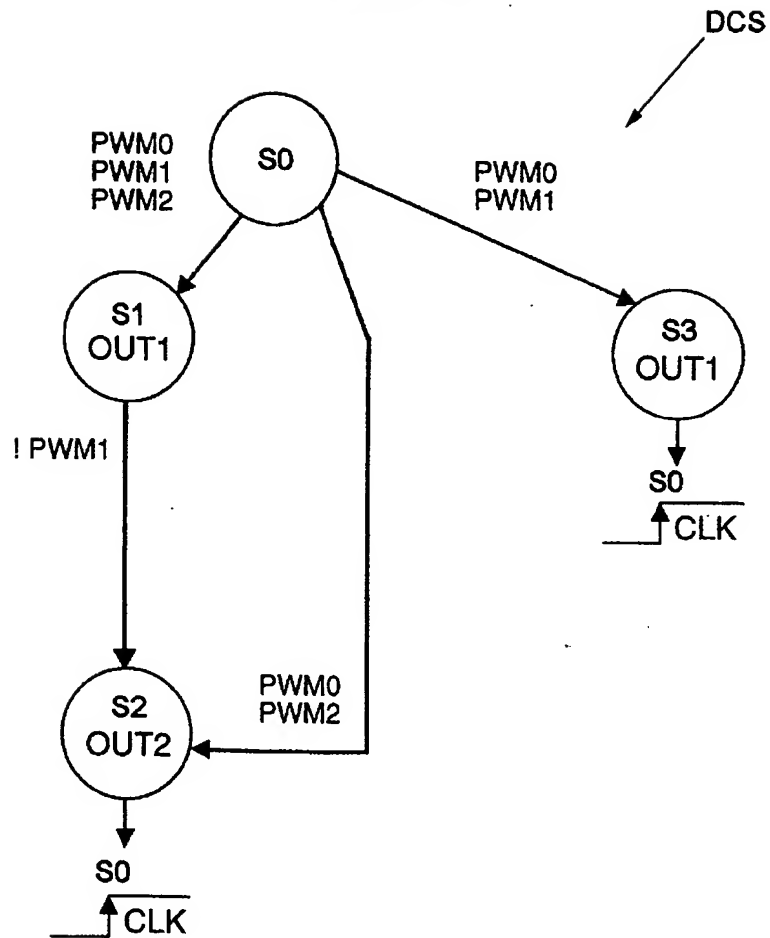 DCS
PWM0
PWM1
PWM2
S0
PWM0
PWM1
S1
OUT1
S3
OUT1
! PWM1
S0
CLK
PWM0
PWM2
S2
OUT2
S0
CLK